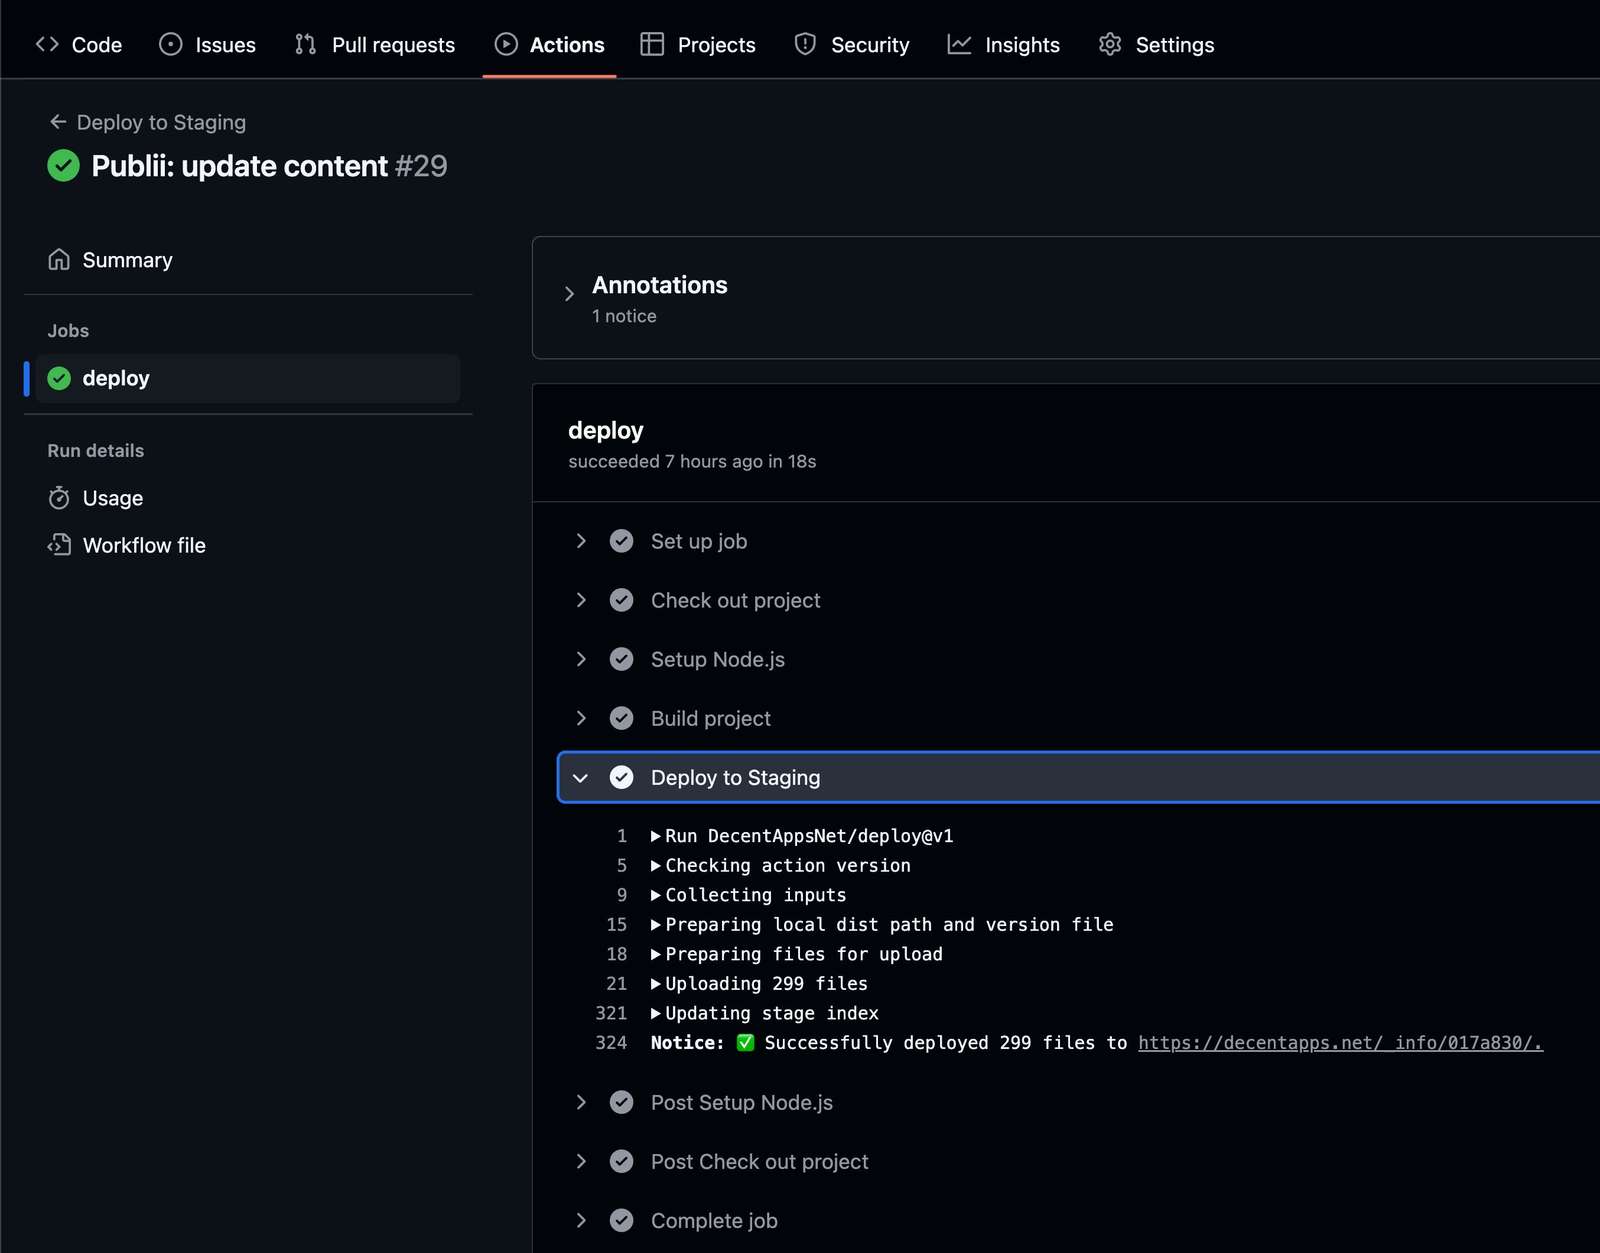 Code Issues Pull requests Actions Projects Security Insights Settings
← Deploy to Staging
Publii: update content #29
Summary
Jobs
deploy
Run details
Usage
Workflow file
Annotations
1 notice
deploy
succeeded 7 hours ago in 18s
Set up job
Check out project
Setup Node.js
Build project
Deploy to Staging
1 ▶Run DecentAppsNet/deploy@v1
5 ▶Checking action version
9 ▶Collecting inputs
15 ▶Preparing local dist path and version file
18 ▶Preparing files for upload
21 ▶Uploading 299 files
321 ▶Updating stage index
324 Notice: ✅ Successfully deployed 299 files to https://decentapps.net/_info/017a830/.
Post Setup Node.js
Post Check out project
Complete job